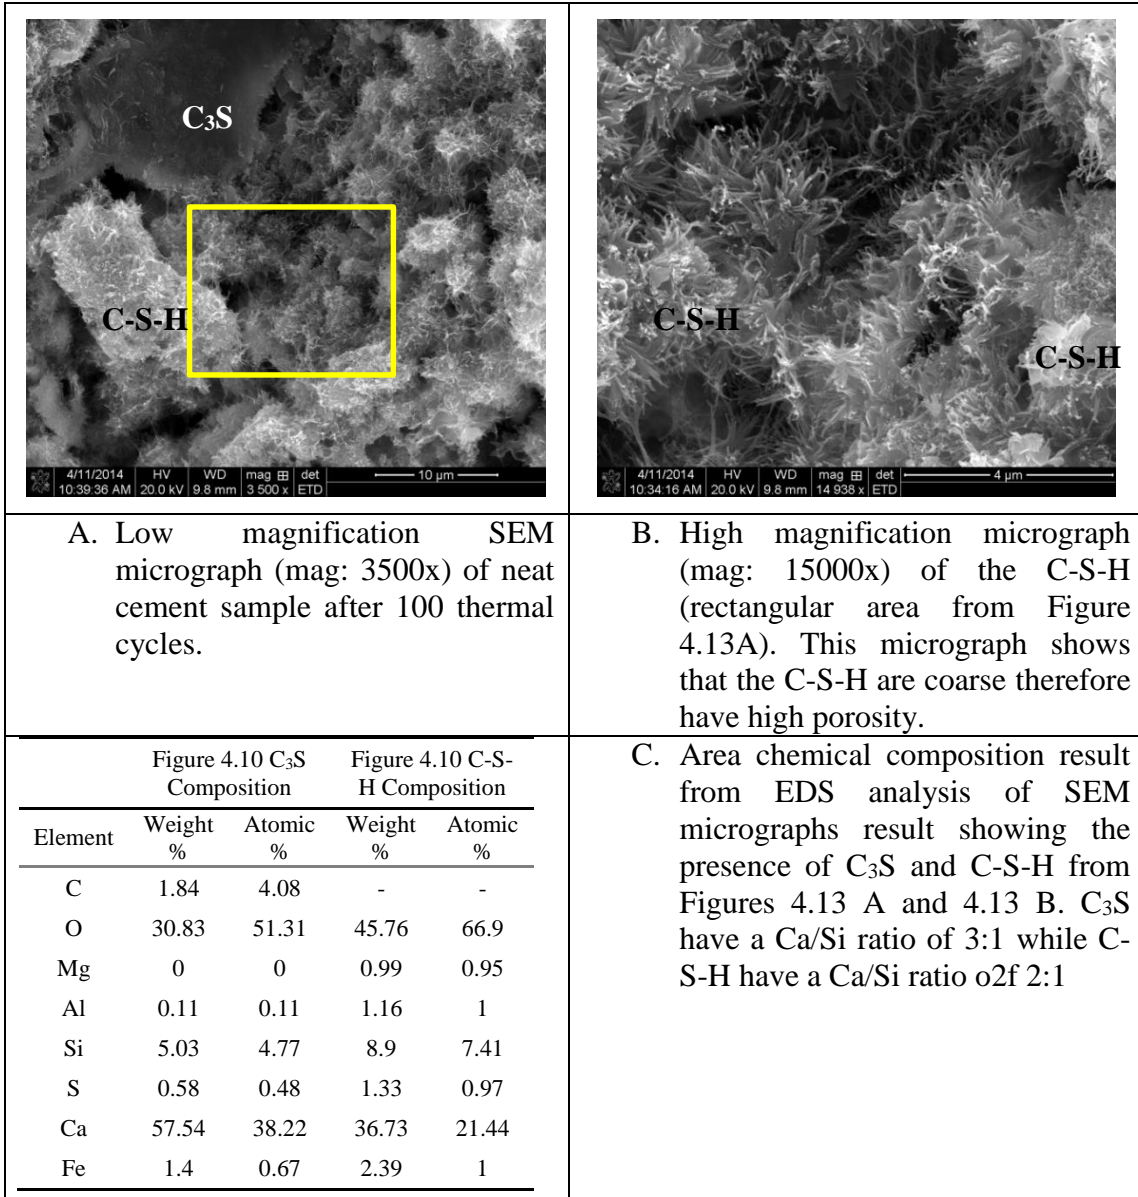 C₃S
C-S-H
4/11/2014 HV WD mag ⊞ det 10 µm
10:39:36 AM 20.0 kV 9.8 mm 3 500 x ETD
C-S-H
C-S-H
4/11/2014 HV WD mag ⊞ det 4 µm
10:34:16 AM 20.0 kV 9.8 mm 14 938 x ETD
A. Low magnification SEM
micrograph (mag: 3500x) of neat
cement sample after 100 thermal
cycles.
B. High magnification micrograph
(mag: 15000x) of the C-S-H
(rectangular area from Figure
4.13A). This micrograph shows
that the C-S-H are coarse therefore
have high porosity.
Figure 4.10 C₃S Figure 4.10 C-S-
Composition H Composition
Element Weight Atomic Weight Atomic
% % % %
C 1.84 4.08 - -
O 30.83 51.31 45.76 66.9
Mg 0 0 0.99 0.95
Al 0.11 0.11 1.16 1
Si 5.03 4.77 8.9 7.41
S 0.58 0.48 1.33 0.97
Ca 57.54 38.22 36.73 21.44
Fe 1.4 0.67 2.39 1
C. Area chemical composition result
from EDS analysis of SEM
micrographs result showing the
presence of C₃S and C-S-H from
Figures 4.13 A and 4.13 B. C₃S
have a Ca/Si ratio of 3:1 while C-
S-H have a Ca/Si ratio o2f 2:1